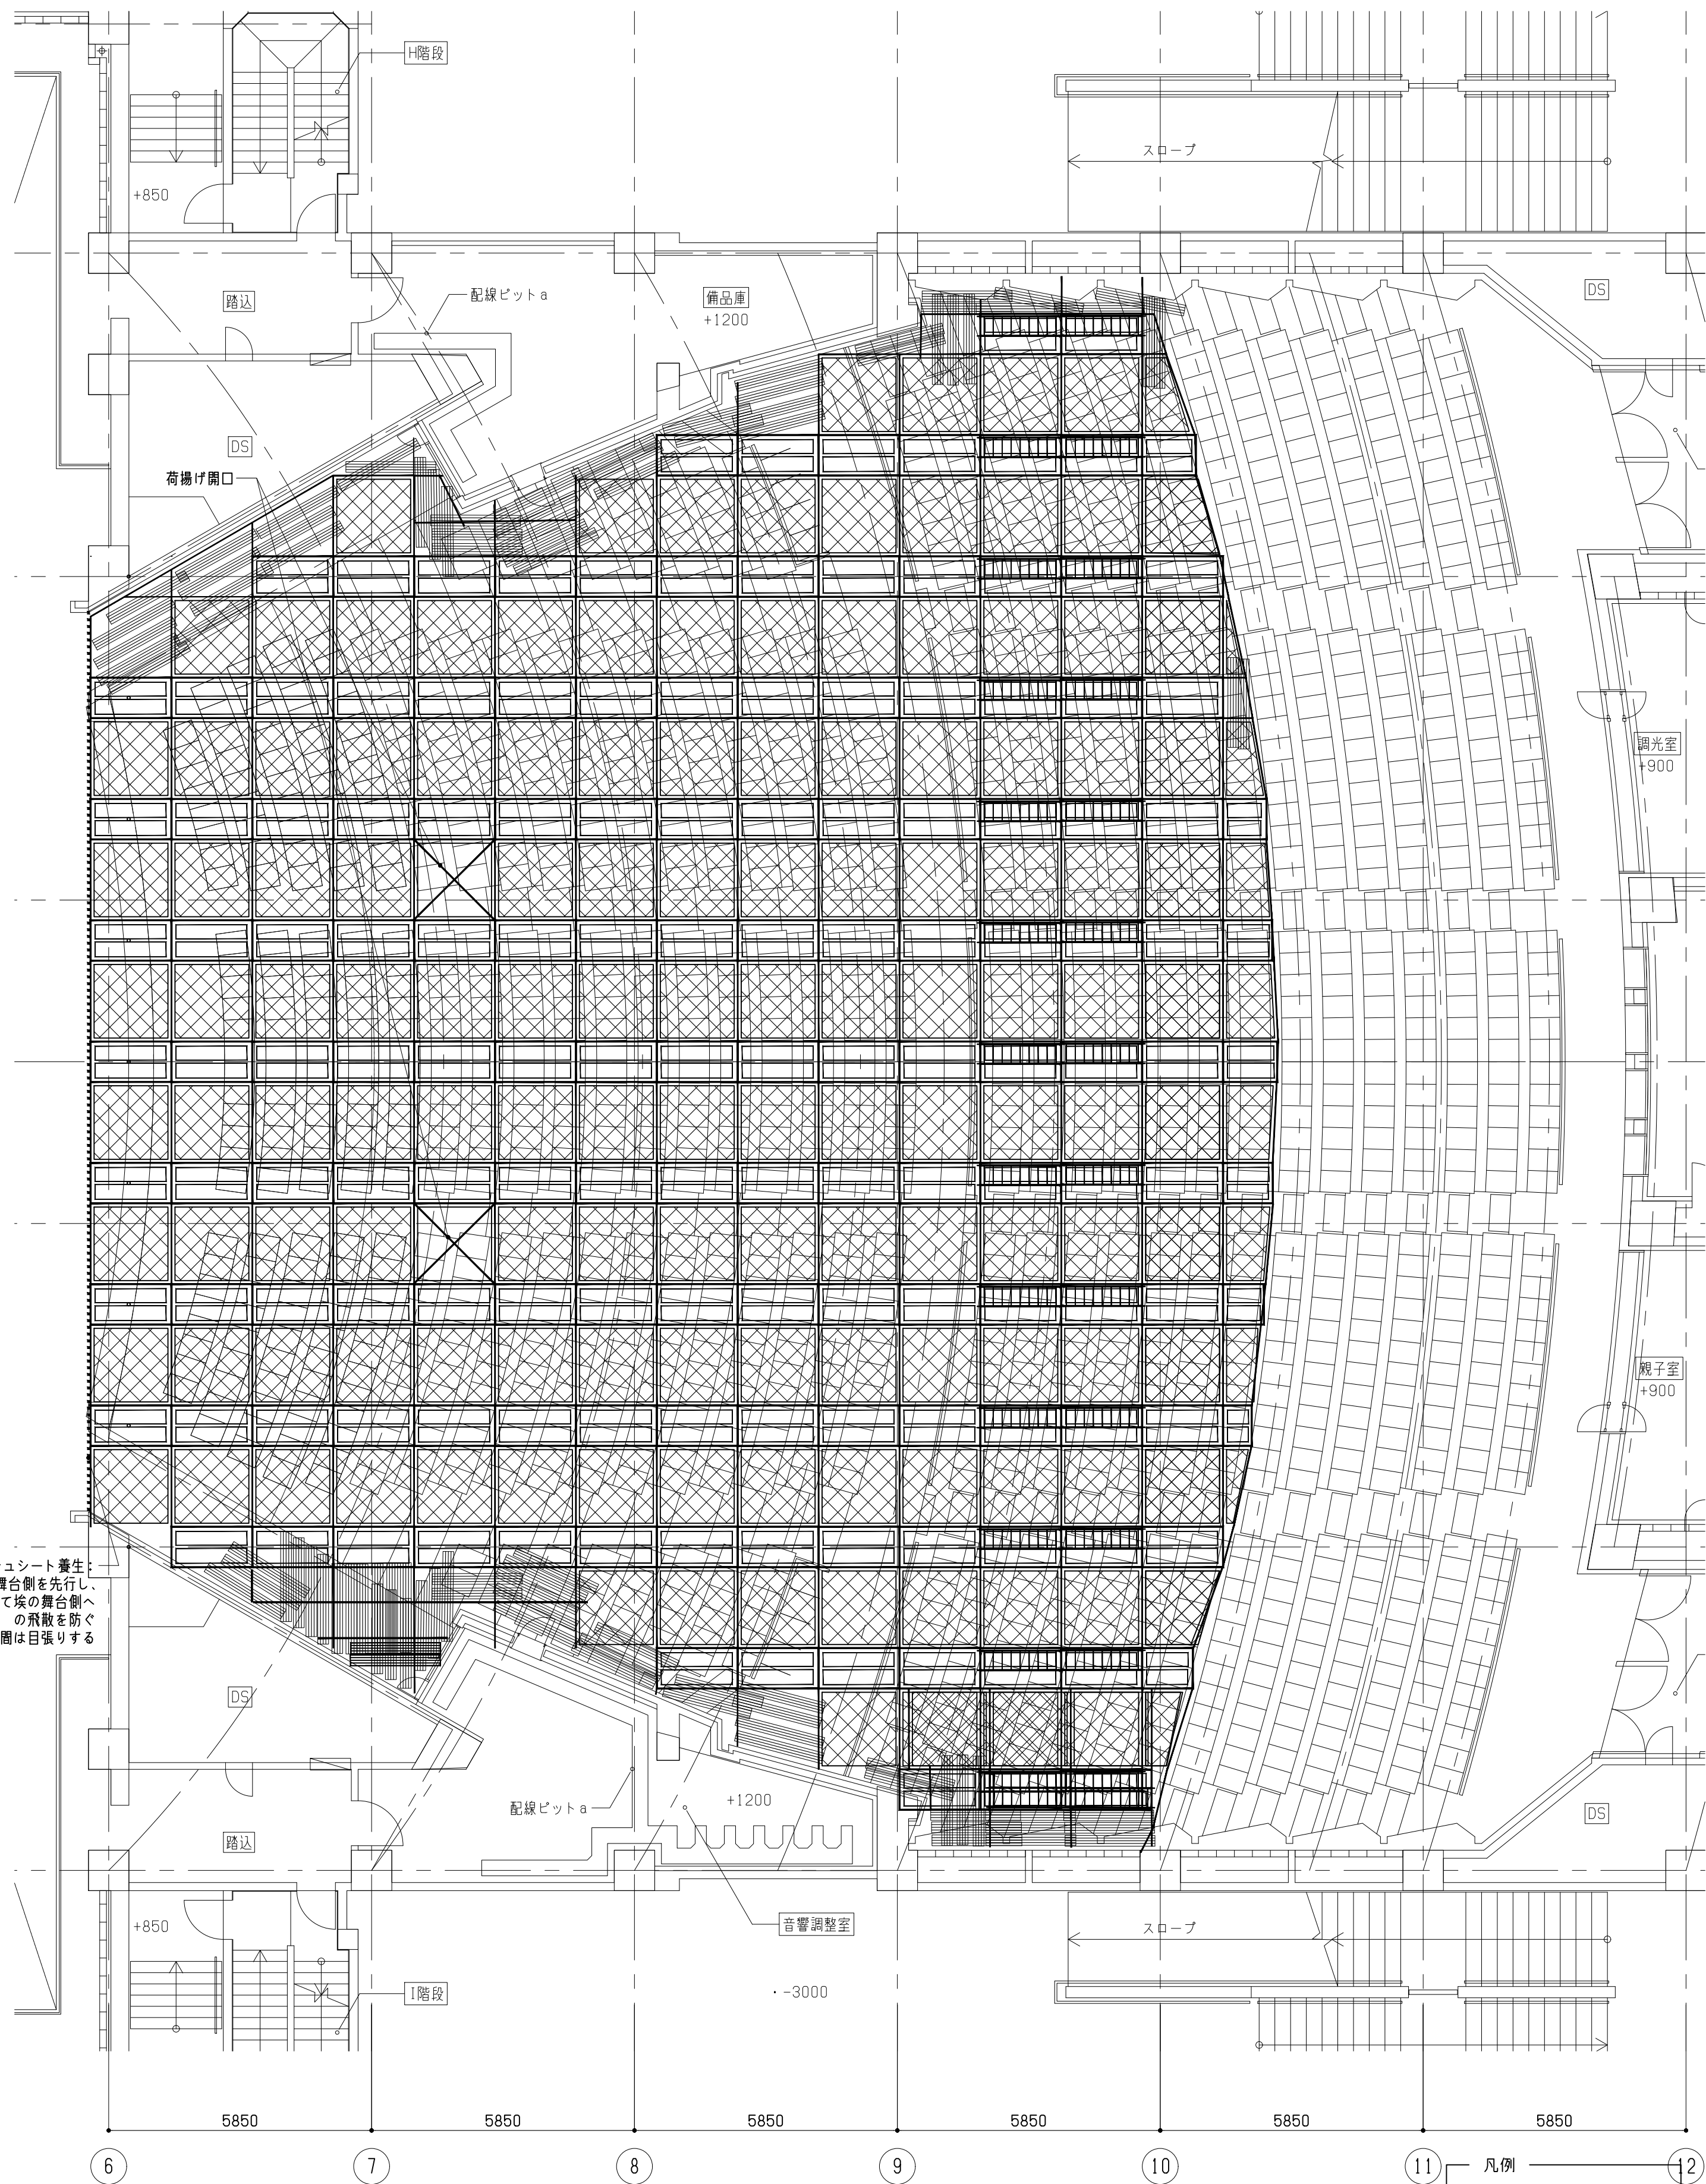 H階段
スロープ
+850
踏込
配線ピットa
備品庫
+1200
DS
DS
荷揚げ開口
調光室
+900
親子室
+900
ュシート養生:
舞台側を先行し、
て埃の舞台側へ
の飛散を防ぐ
間は目張りする
DS
配線ピットa
+1200
DS
踏込
+850
音響調整室
スロープ
I階段
-3000
5850 5850 5850 5850 5850 5850
6 7 8 9 10 11 12
凡例